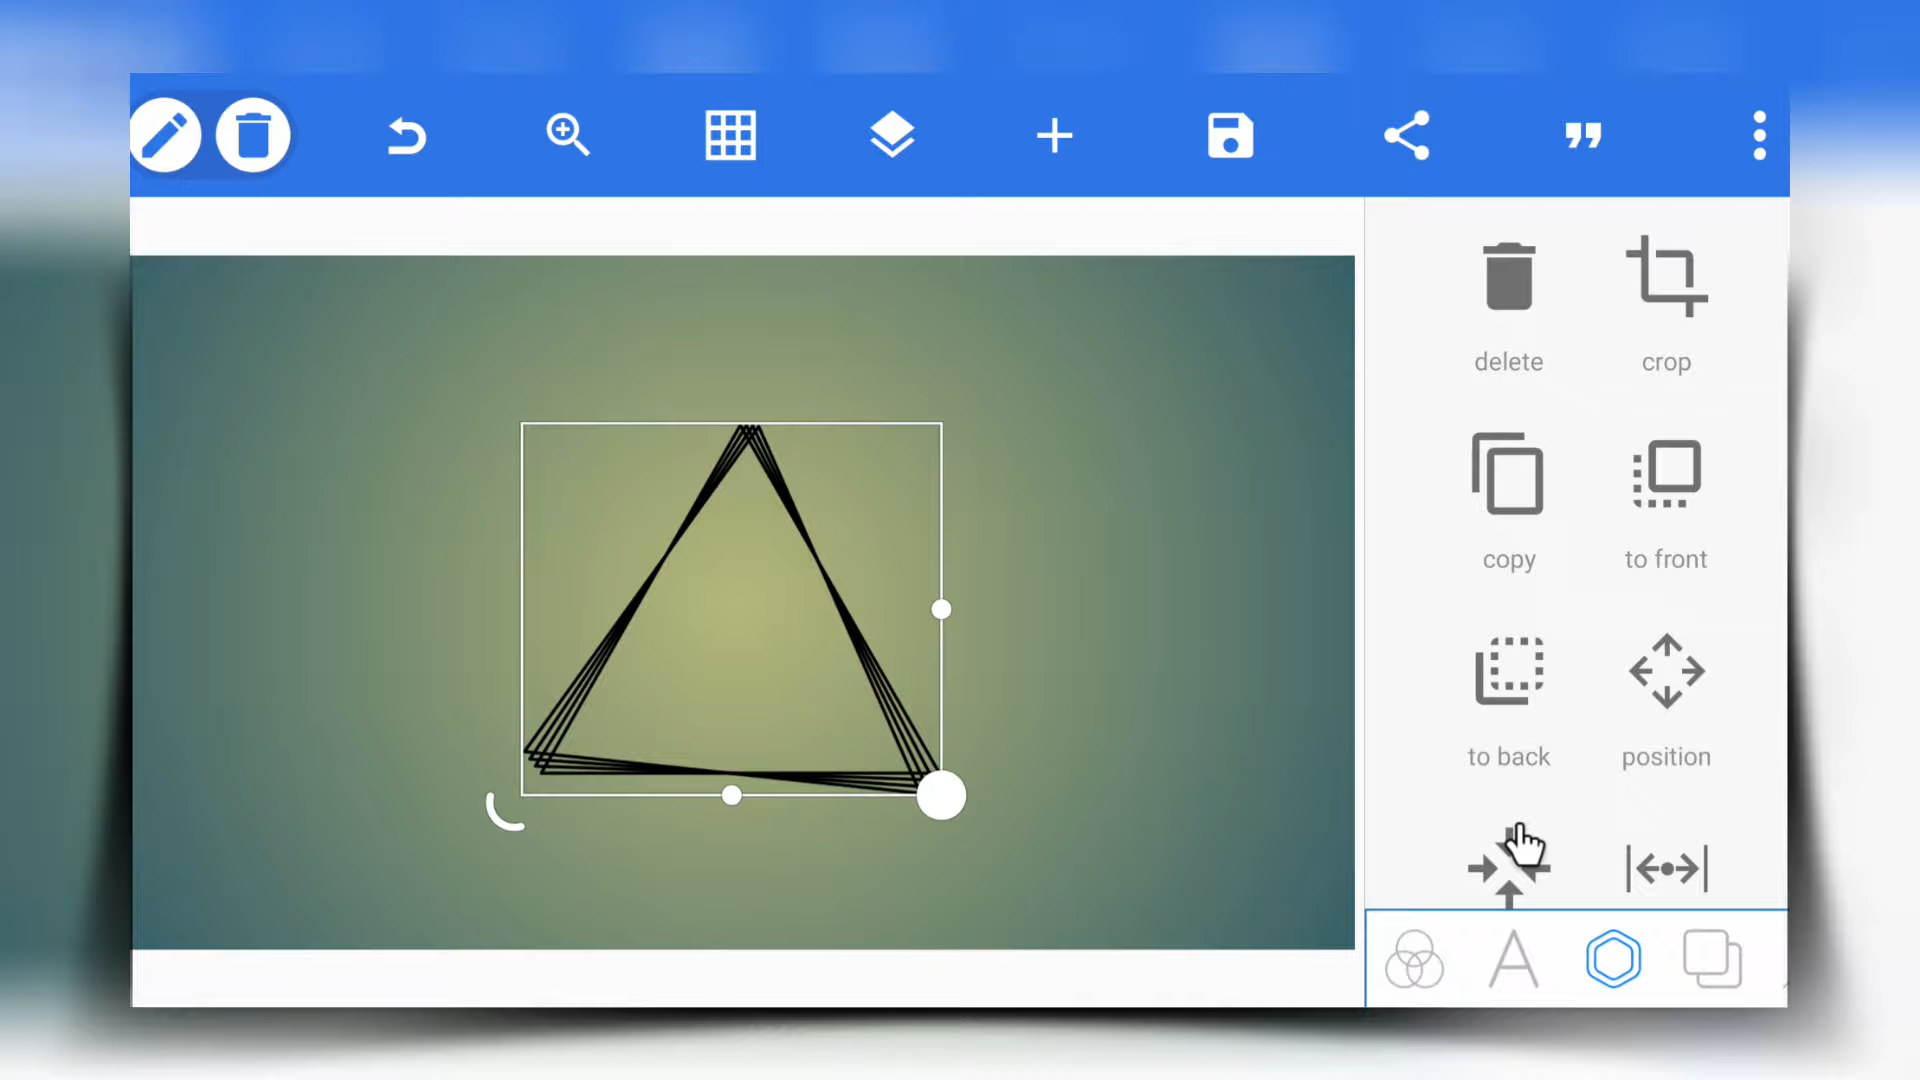 delete
crop
copy
to front
to back
position